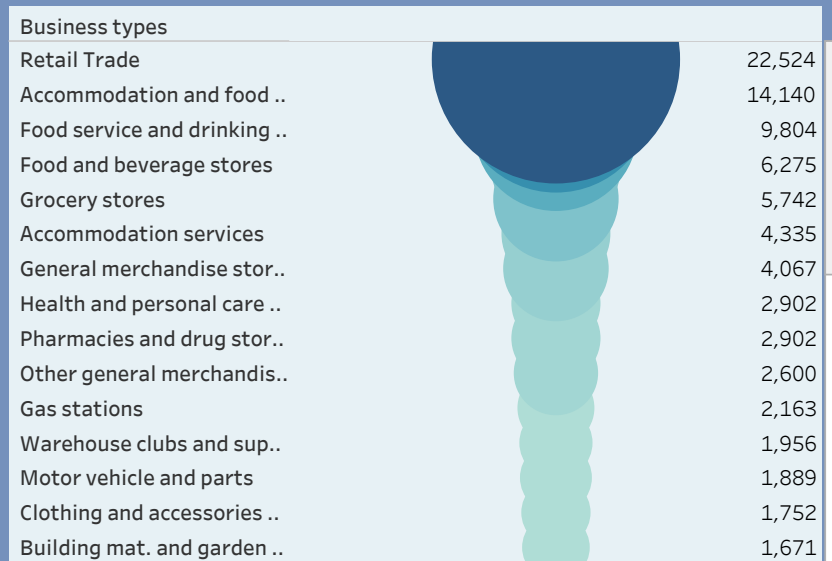 Business types
Retail Trade 22,524
Accommodation and food .. 14,140
Food service and drinking .. 9,804
Food and beverage stores 6,275
Grocery stores 5,742
Accommodation services 4,335
General merchandise stor.. 4,067
Health and personal care .. 2,902
Pharmacies and drug stor.. 2,902
Other general merchandis.. 2,600
Gas stations 2,163
Warehouse clubs and sup.. 1,956
Motor vehicle and parts 1,889
Clothing and accessories .. 1,752
Building mat. and garden .. 1,671